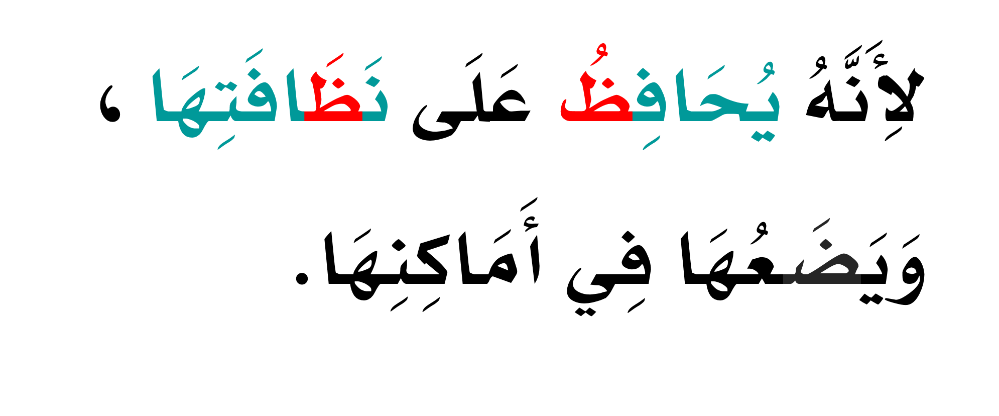 لِأَنَّهُ يُحَافِظُ عَلَى نَظَافَتِهَا ،
وَيَضَعُهَا فِي أَمَاكِنِهَا.